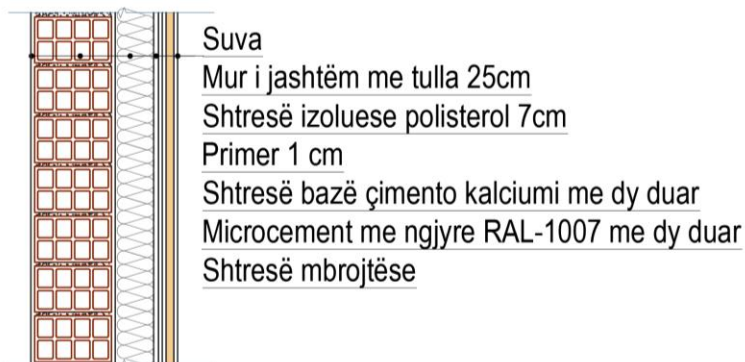 Suva
Mur i jashtëm me tulla 25cm
Shtresë izoluese polisterol 7cm
Primer 1 cm
Shtresë bazë çimento kalciumi me dy duar
Microcement me ngjyre RAL-1007 me dy duar
Shtresë mbrojtëse